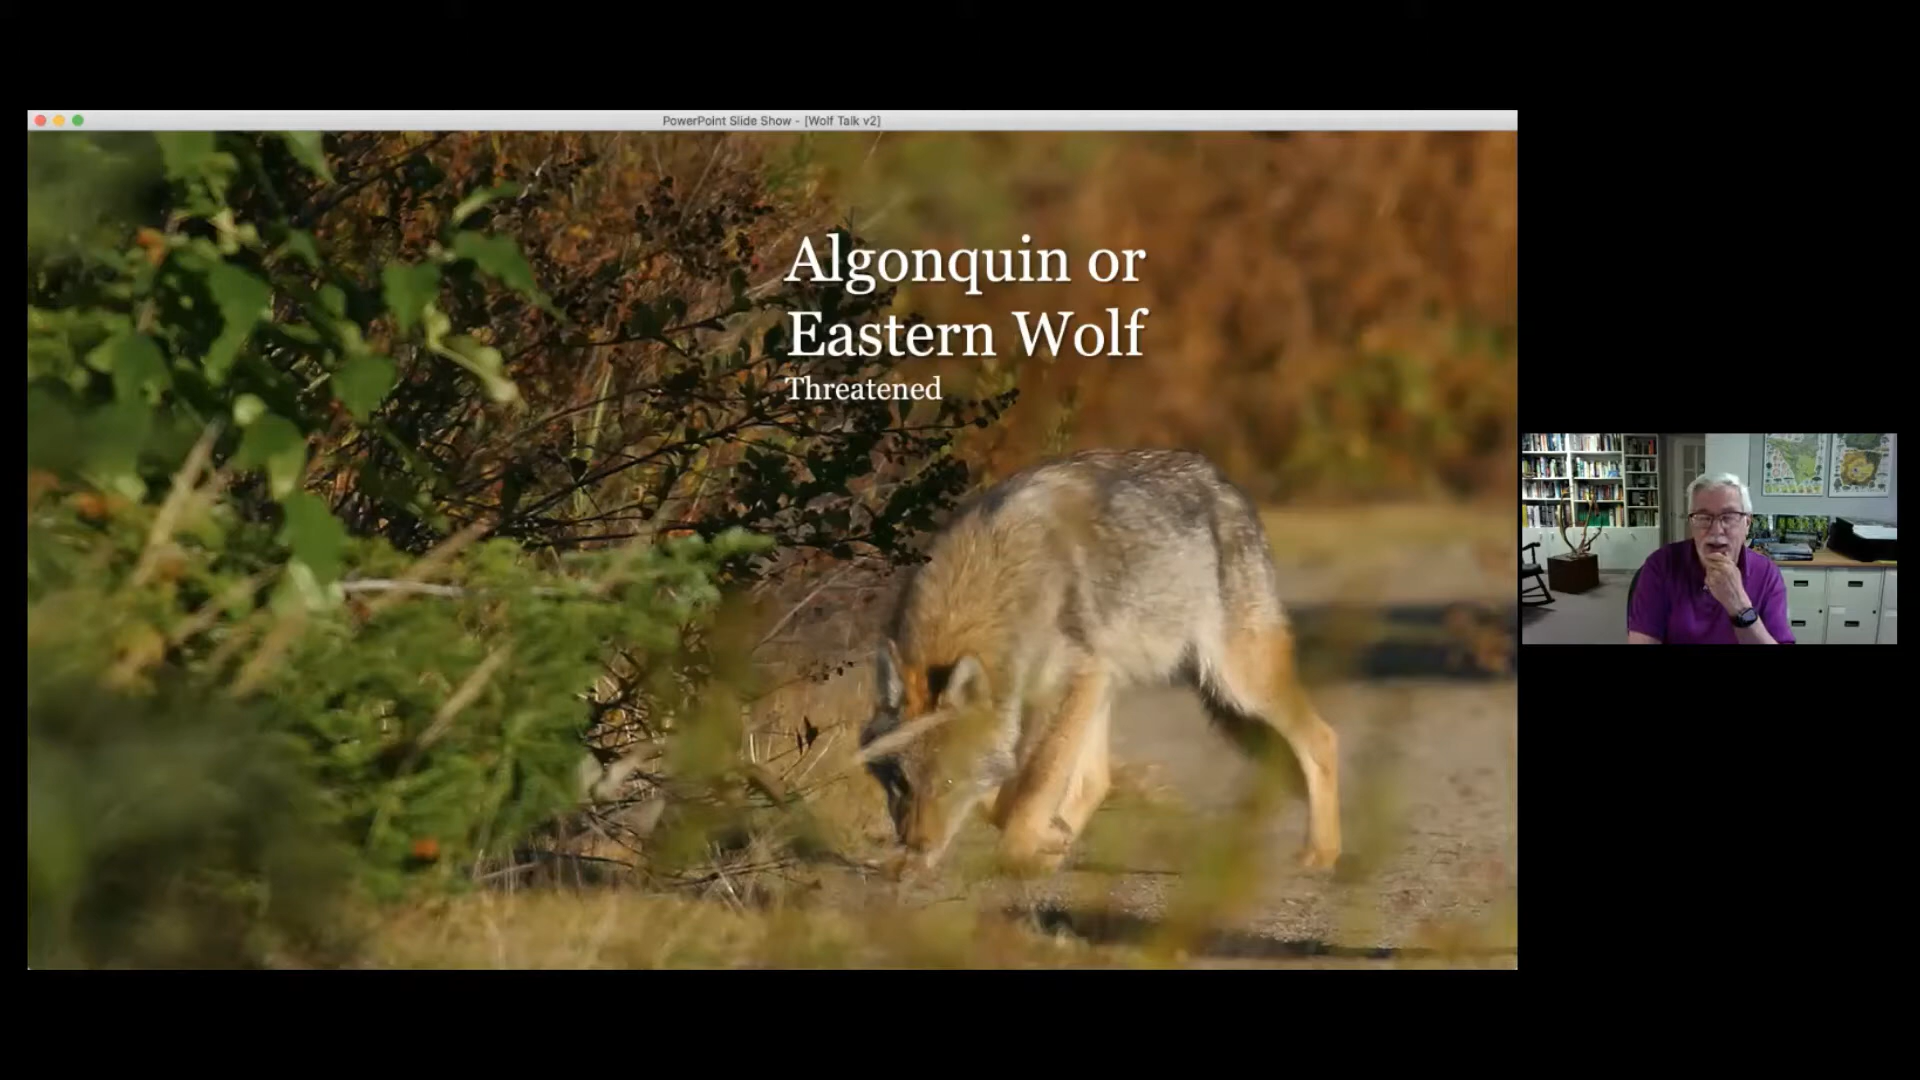 PowerPoint Slide Show - [Wolf Talk v2]
Algonquin or
Eastern Wolf
Threatened